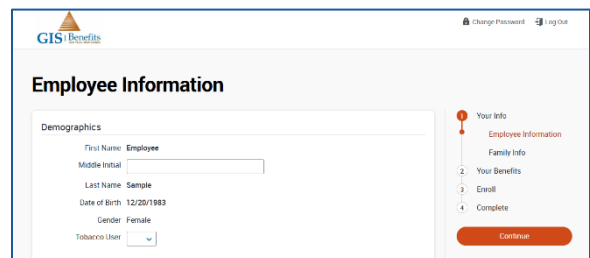 Change Password Log Out
GIS Benefits
Employee Information
Demographics
First Name Employee
Middle Initial
Last Name Sample
Date of Birth 12/20/1983
Gender Female
Tobacco User
1 Your Info
Employee Information
Family Info
2 Your Benefits
3 Enroll
4 Complete
Continue